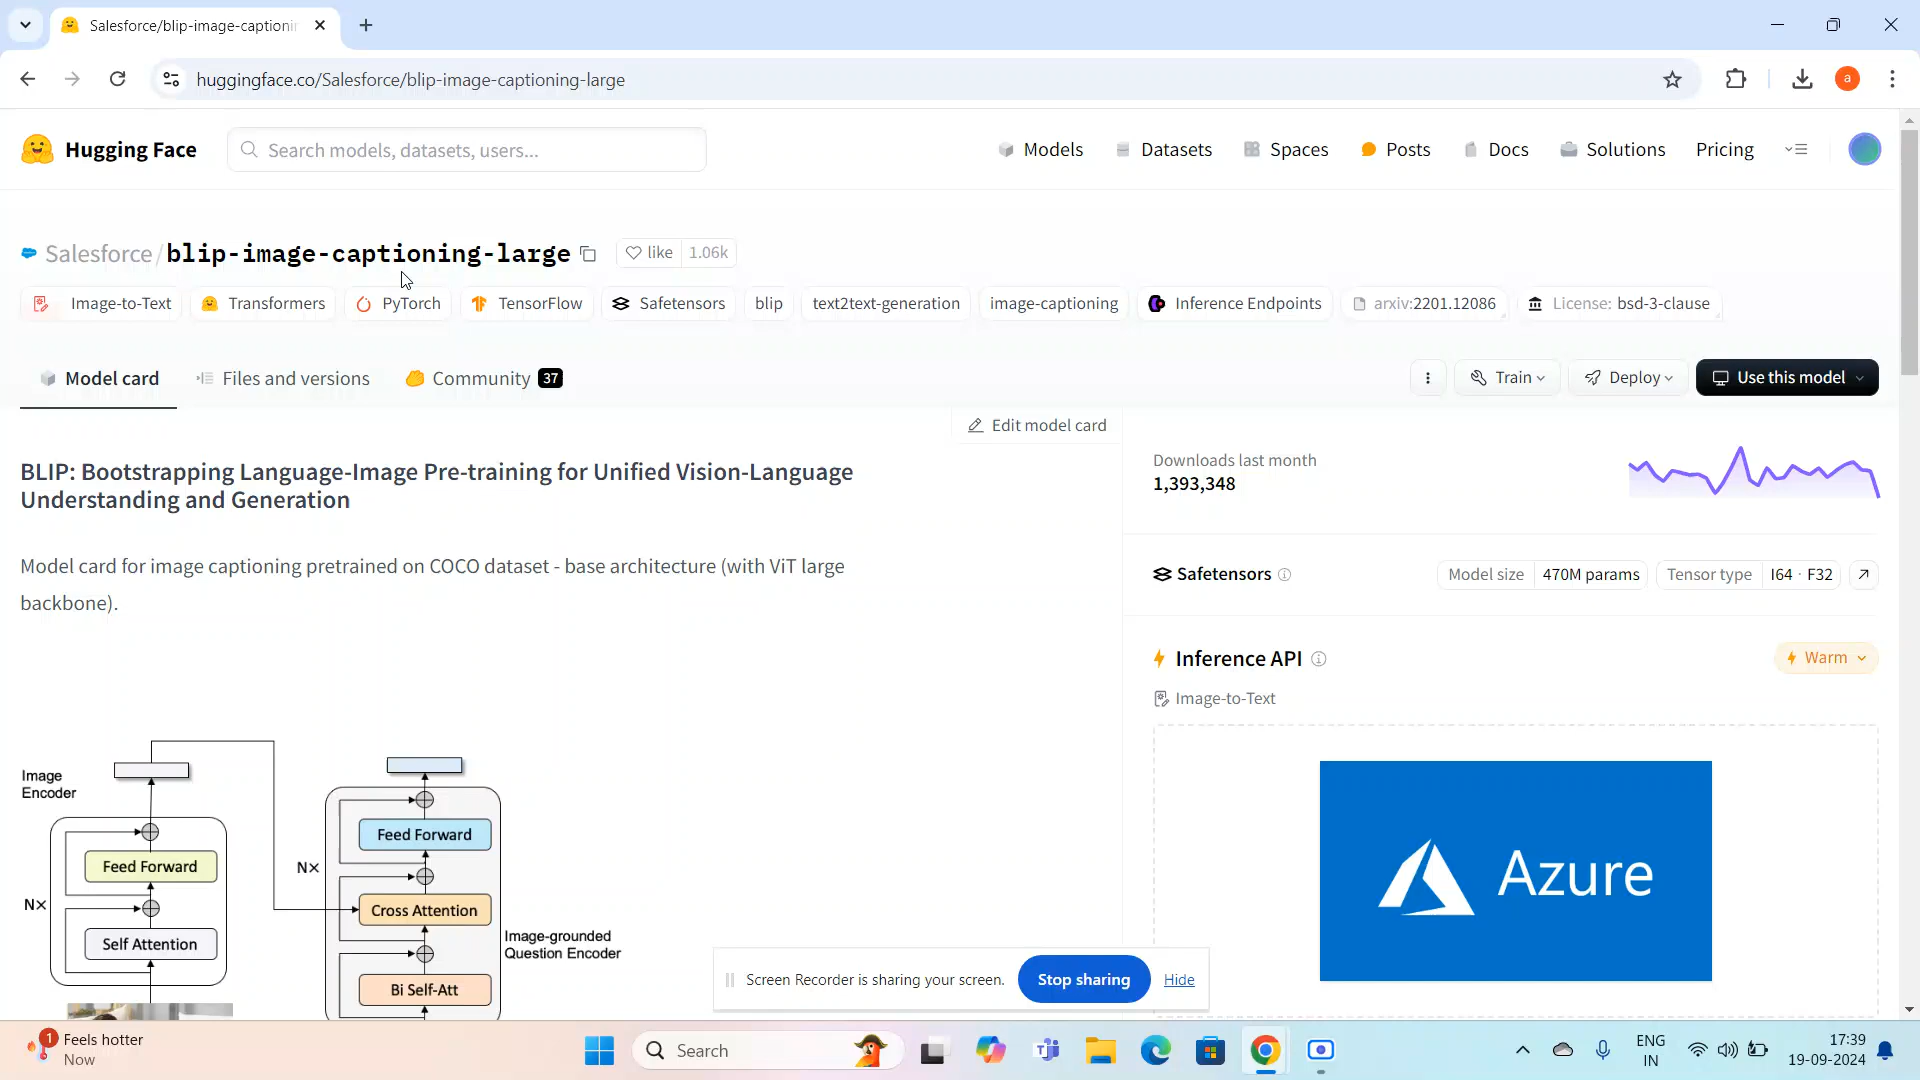 Salesforce/blip-image-captionin
huggingface.co/Salesforce/blip-image-captioning-large
a
Hugging Face
Search models, datasets, users...
Models
Datasets
Spaces
Posts
Docs
Solutions
Pricing
Salesforce/blip-image-captioning-large
like 1.06k
Image-to-Text
Transformers
PyTorch
TensorFlow
Safetensors
blip
text2text-generation
image-captioning
Inference Endpoints
arxiv:2201.12086
License: bsd-3-clause
Model card
Files and versions
Community 37
Train
Deploy
Use this model
Edit model card
BLIP: Bootstrapping Language-Image Pre-training for Unified Vision-Language
Understanding and Generation
Model card for image captioning pretrained on COCO dataset - base architecture (with ViT large
backbone).
Image
Encoder
Feed Forward
N×
Self Attention
Feed Forward
N×
Cross Attention
Image-grounded
Question Encoder
Bi Self-Att
Downloads last month
1,393,348
Safetensors
Model size 470M params
Tensor type I64 · F32
Inference API
Warm
Image-to-Text
Azure
Screen Recorder is sharing your screen.
Stop sharing
Hide
1
Feels hotter
Now
Search
ENG
IN
17:39
19-09-2024